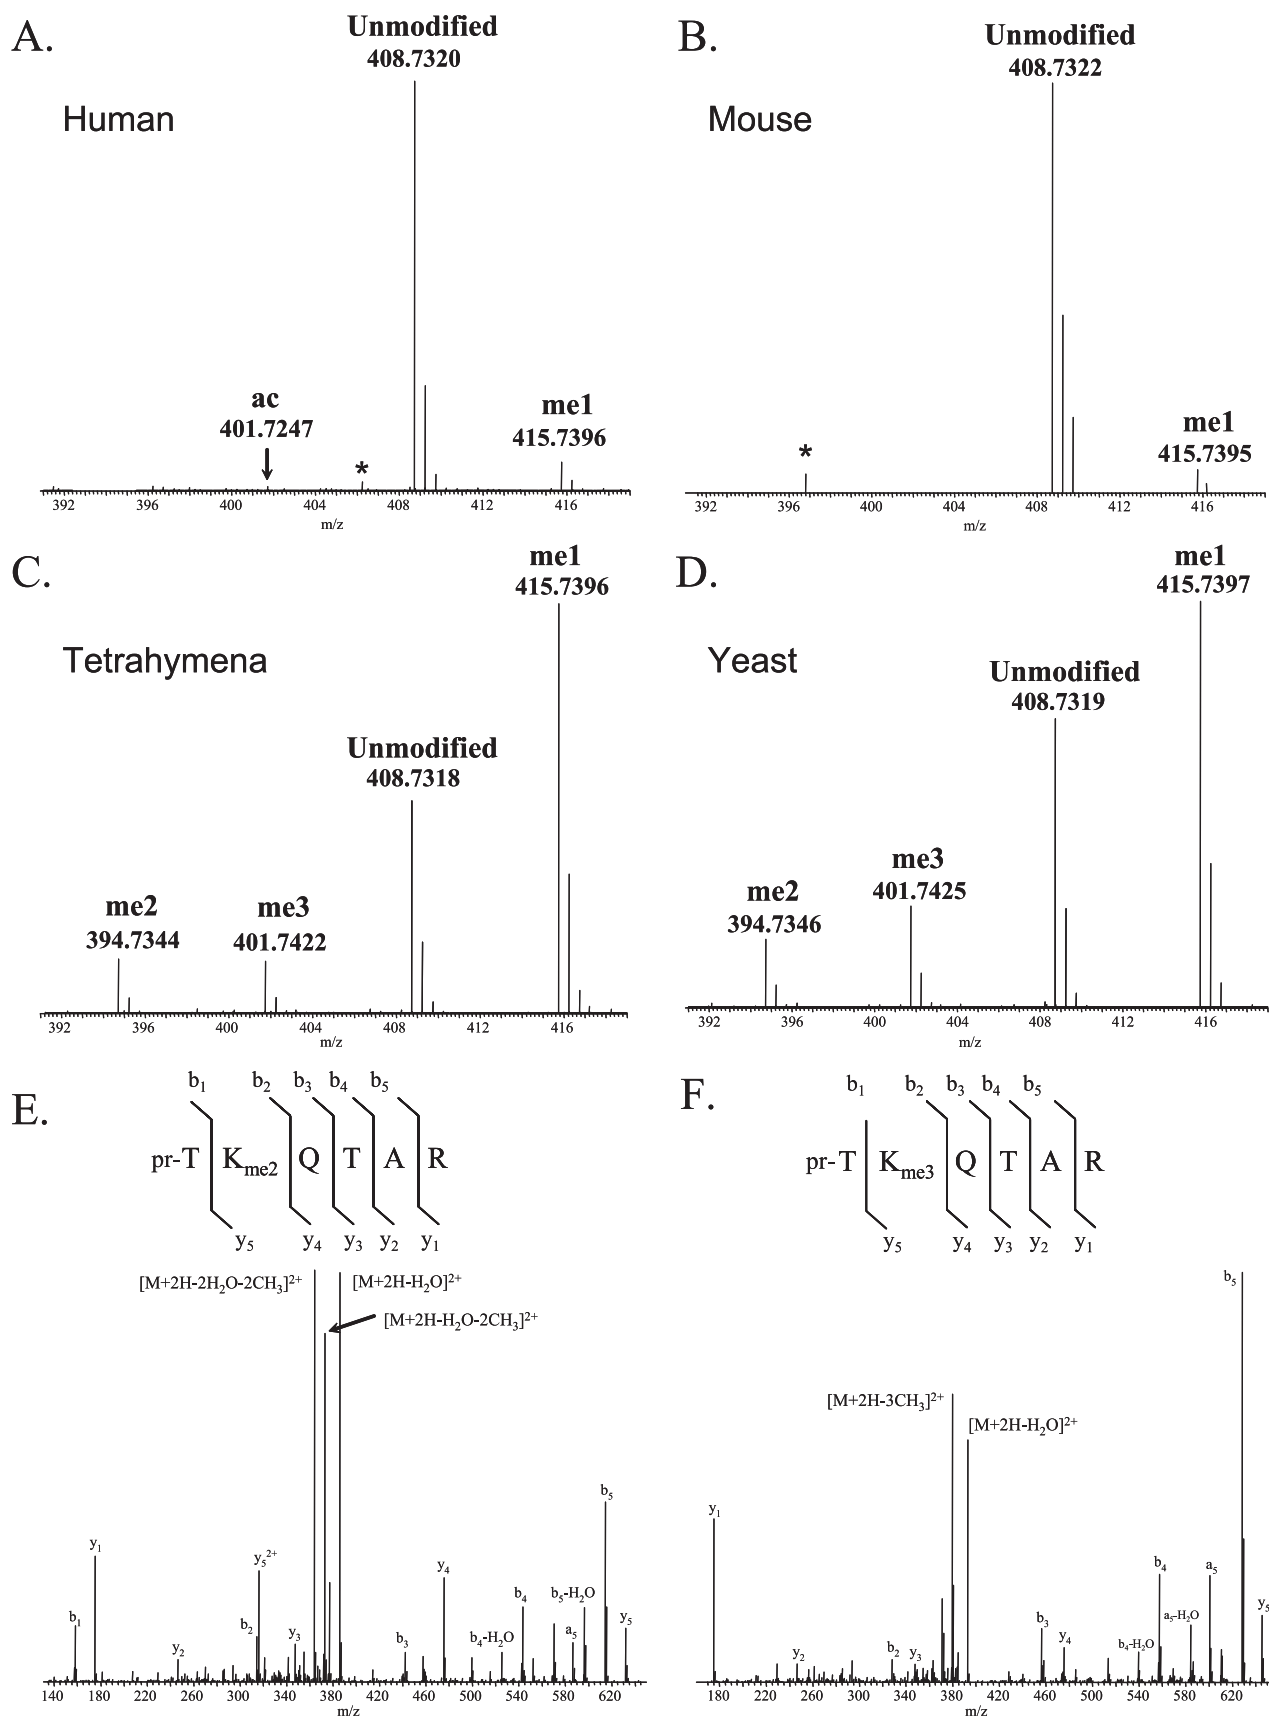 A.
Unmodified
408.7320
Human
ac
401.7247
*
me1
415.7396
392 396 400 404 408 412 416
m/z
B.
Unmodified
408.7322
Mouse
*
me1
415.7395
392 396 400 404 408 412 416
m/z
C.
Tetrahymena
me1
415.7396
Unmodified
408.7318
me2
394.7344
me3
401.7422
392 396 400 404 408 412 416
m/z
D.
Yeast
me1
415.7397
Unmodified
408.7319
me3
401.7425
me2
394.7346
392 396 400 404 408 412 416
m/z
E.
b1 b2 b3 b4 b5
pr-T Kme2 Q T A R
y5 y4 y3 y2 y1
[M+2H-2H2O-2CH3]2+
[M+2H-H2O]2+
[M+2H-H2O-2CH3]2+
b1
y1
y2
b2
y5 2+
y3
b3
y4
b4-H2O
b4
b5-H2O
a5
b5
y5
140 180 220 260 300 340 380 420 460 500 540 580 620
m/z
F.
b1 b2 b3 b4 b5
pr-T Kme3 Q T A R
y5 y4 y3 y2 y1
b5
[M+2H-3CH3]2+
[M+2H-H2O]2+
y1
y2
b2
y3
b3
y4
b4-H2O
b4
a5-H2O
a5
y5
180 220 260 300 340 380 420 460 500 540 580 620
m/z